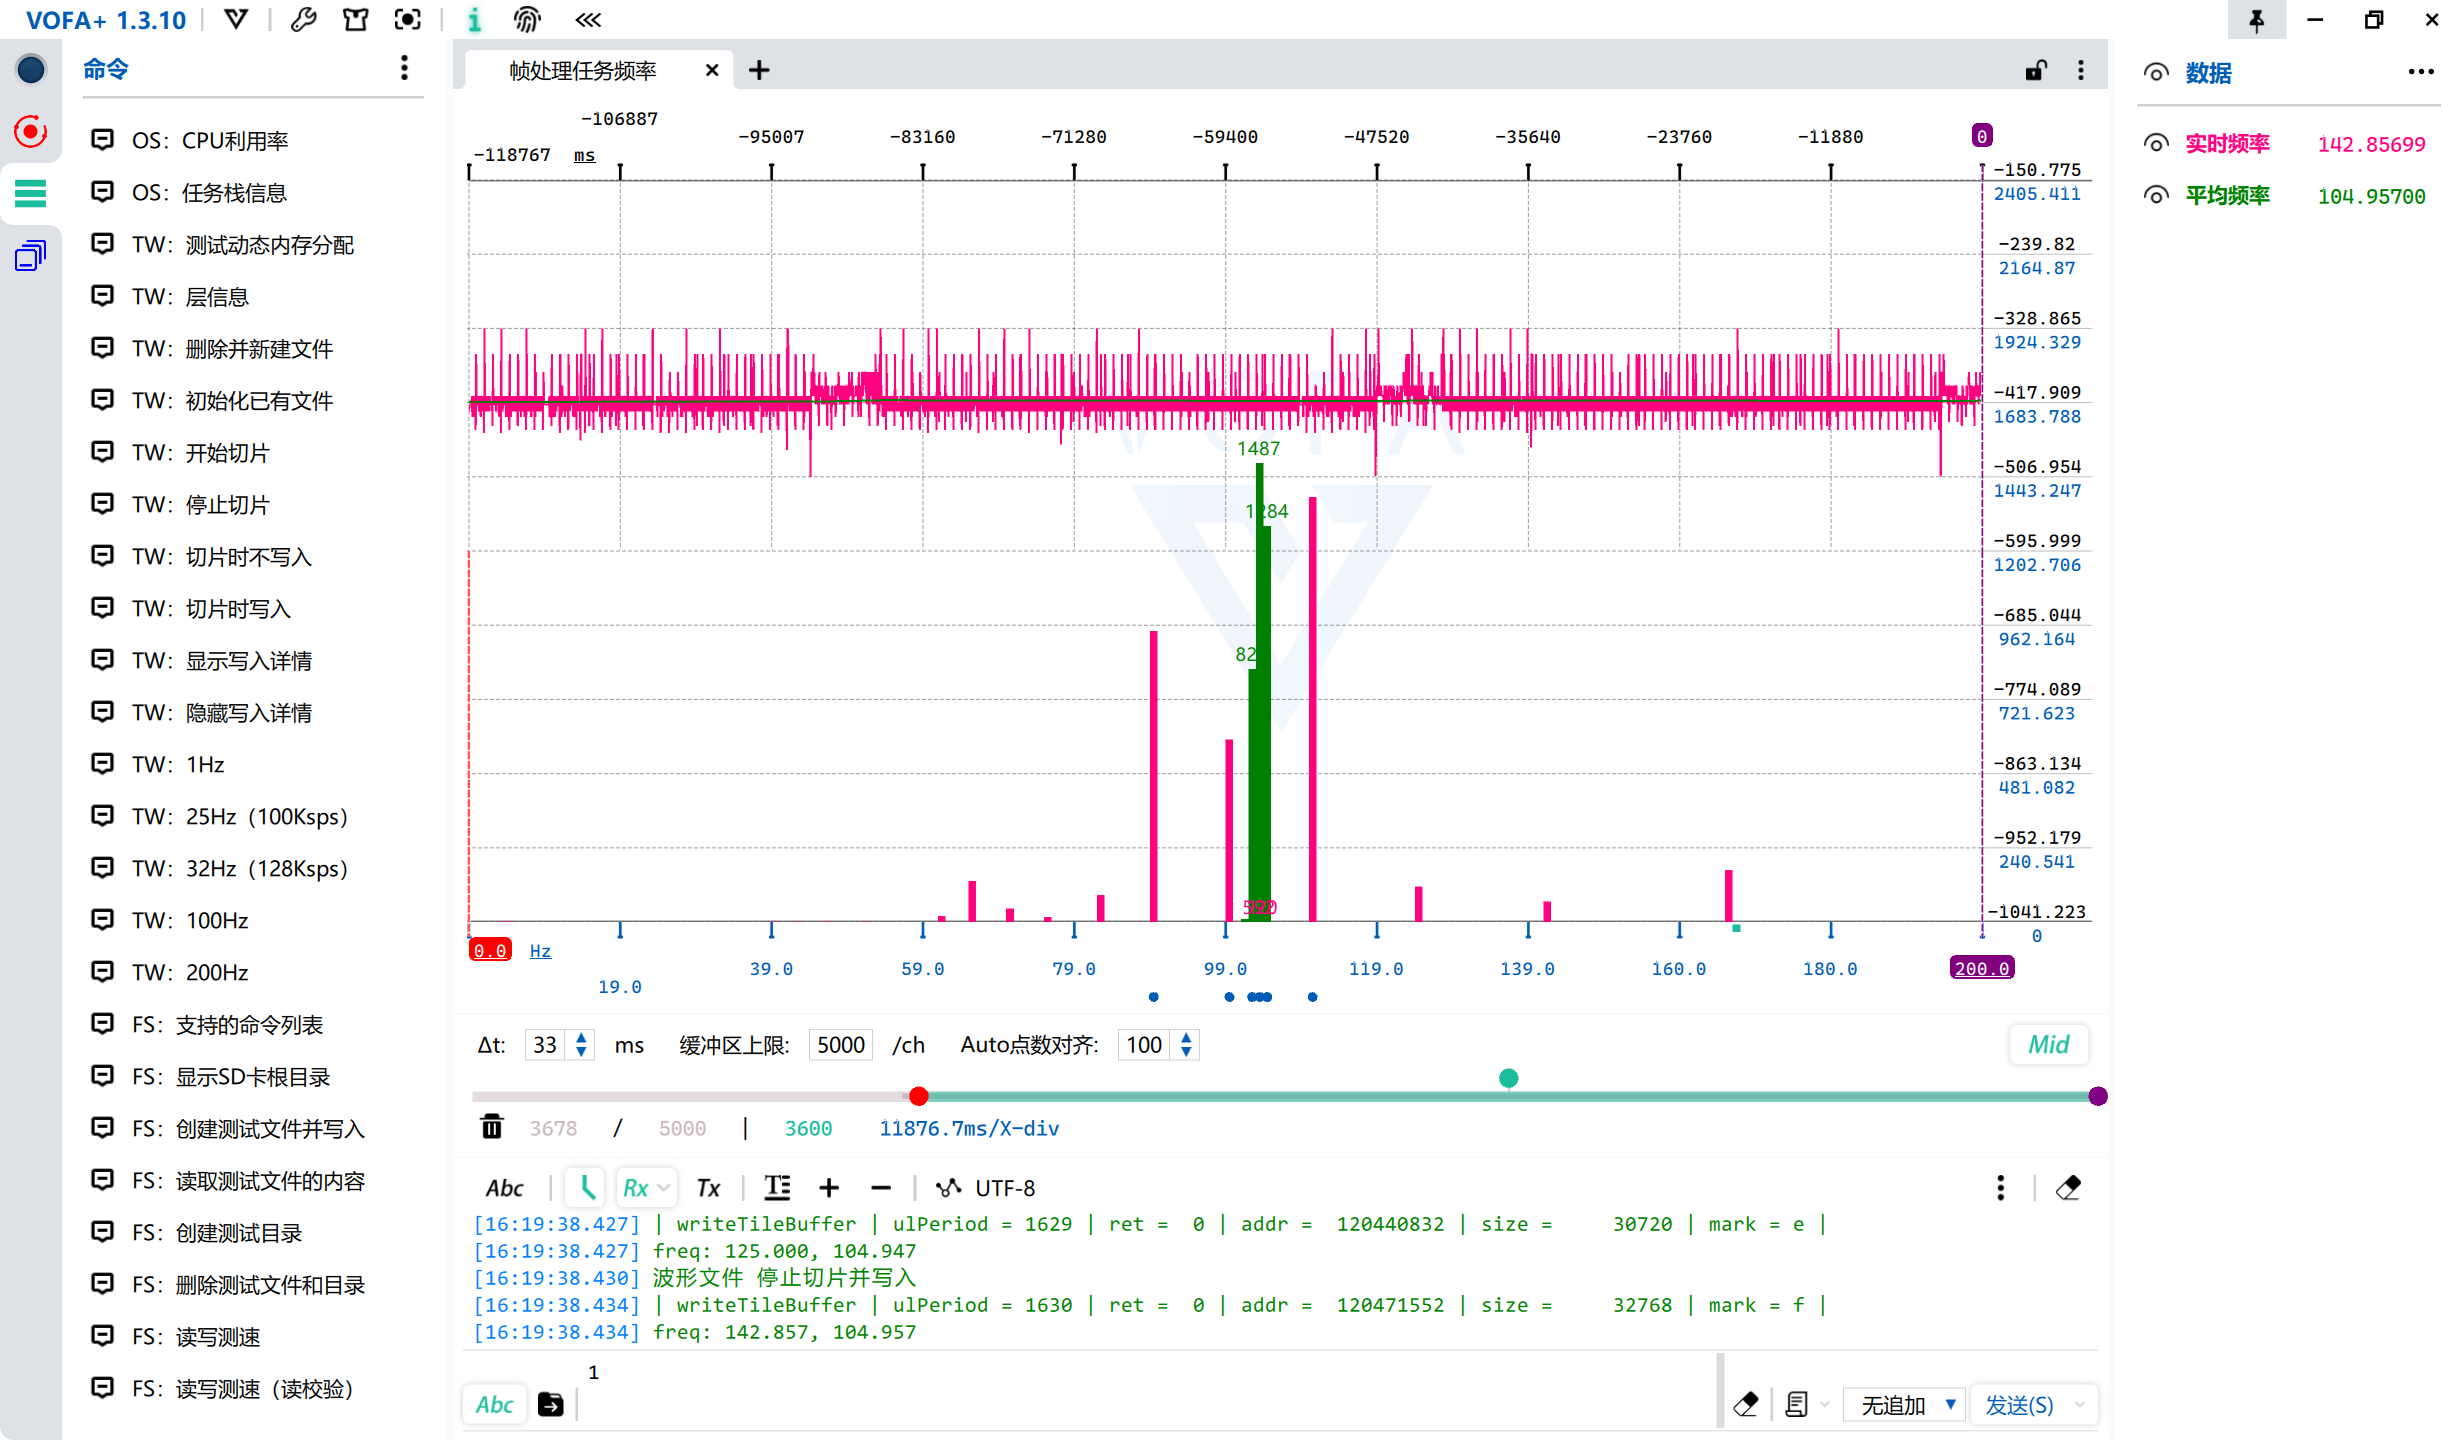 VOFA+ 1.3.10
命令
OS: CPU利用率
OS: 任务栈信息
TW: 测试动态内存分配
TW: 层信息
TW: 删除并新建文件
TW: 初始化已有文件
TW: 开始切片
TW: 停止切片
TW: 切片时不写入
TW: 切片时写入
TW: 显示写入详情
TW: 隐藏写入详情
TW: 1Hz
TW: 25Hz（100Ksps）
TW: 32Hz（128Ksps）
TW: 100Hz
TW: 200Hz
FS: 支持的命令列表
FS: 显示SD卡根目录
FS: 创建测试文件并写入
FS: 读取测试文件的内容
FS: 创建测试目录
FS: 删除测试文件和目录
FS: 读写测速
FS: 读写测速（读校验）
帧处理任务频率
-118767 ms -106887 -95007 -83160 -71280 -59400 -47520 -35640 -23760 -11880 0
-150.775
2405.411
-239.82
2164.87
-328.865
1924.329
-417.909
1683.788
-506.954
1443.247
-595.999
1202.706
-685.044
962.164
-774.089
721.623
-863.134
481.082
-952.179
240.541
-1041.223
0
1487
1284
82
0.0 Hz 19.0 39.0 59.0 79.0 99.0 119.0 139.0 160.0 180.0 200.0
Δt: 33 ms 缓冲区上限: 5000 /ch Auto点数对齐: 100 Mid
3678 / 5000 | 3600 11876.7ms/X-div
Abc Rx Tx UTF-8
[16:19:38.427] | writeTileBuffer | ulPeriod = 1629 | ret = 0 | addr = 120440832 | size = 30720 | mark = e |
[16:19:38.427] freq: 125.000, 104.947
[16:19:38.430] 波形文件 停止切片并写入
[16:19:38.434] | writeTileBuffer | ulPeriod = 1630 | ret = 0 | addr = 120471552 | size = 32768 | mark = f |
[16:19:38.434] freq: 142.857, 104.957
1
Abc 无追加 发送(S)
数据
实时频率 142.85699
平均频率 104.95700